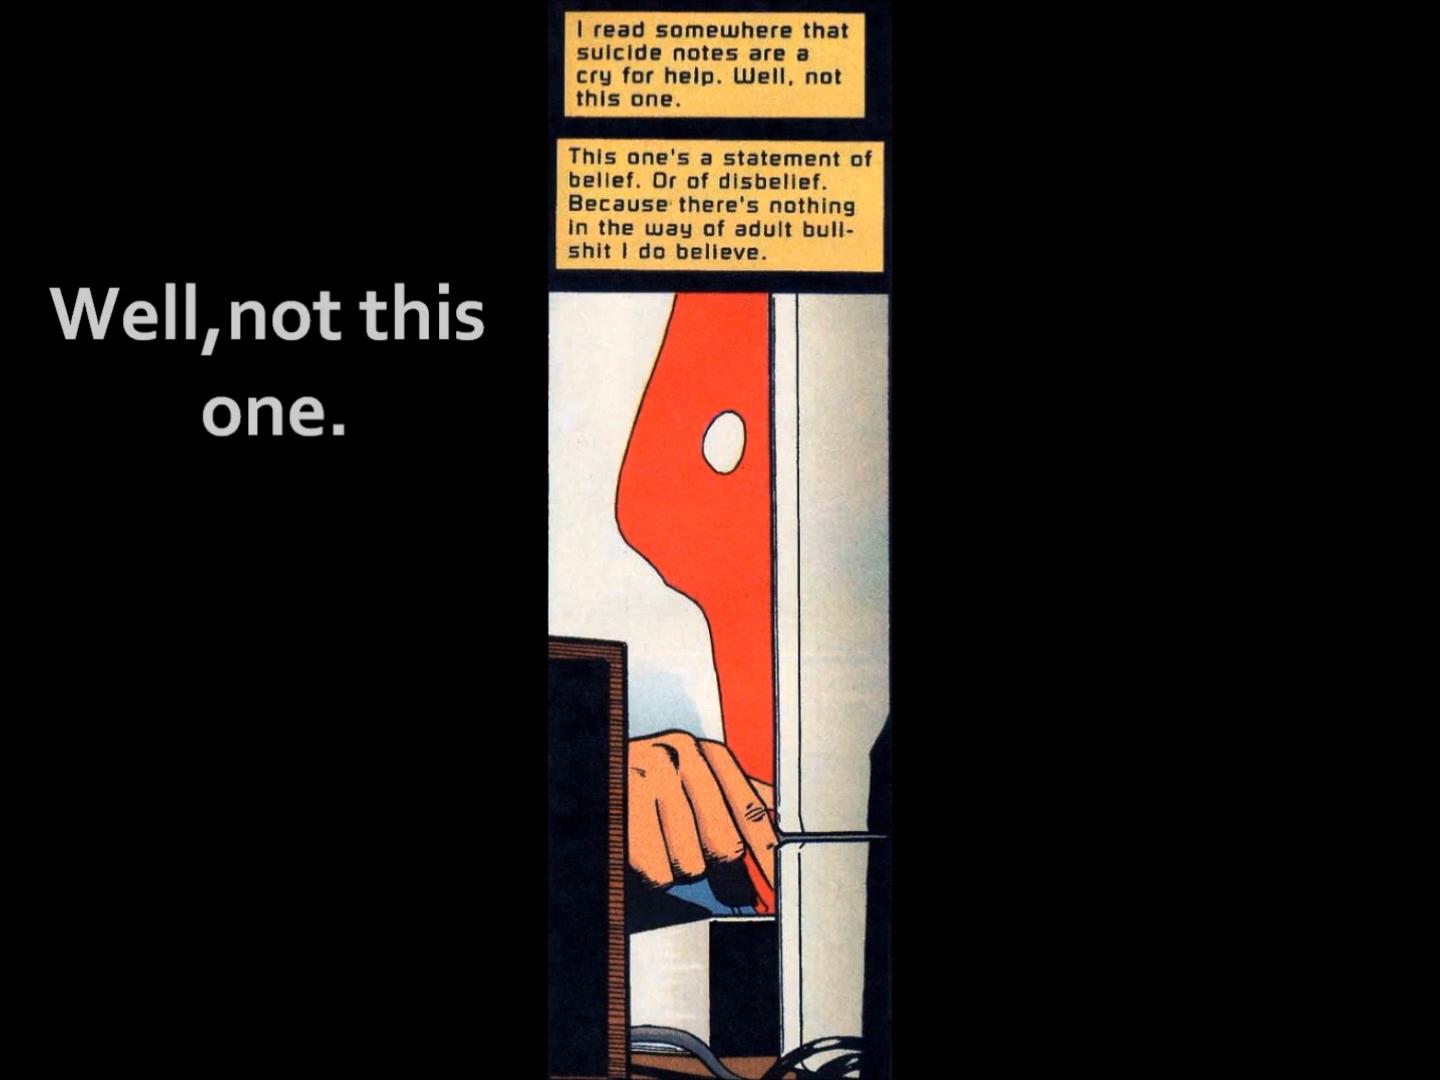 I read somewhere that
suicide notes are a
cry for help. Well, not
this one.
This one's a statement of
belief. Or of disbelief.
Because there's nothing
in the way of adult bull-
shit I do believe.
Well,not this
one.